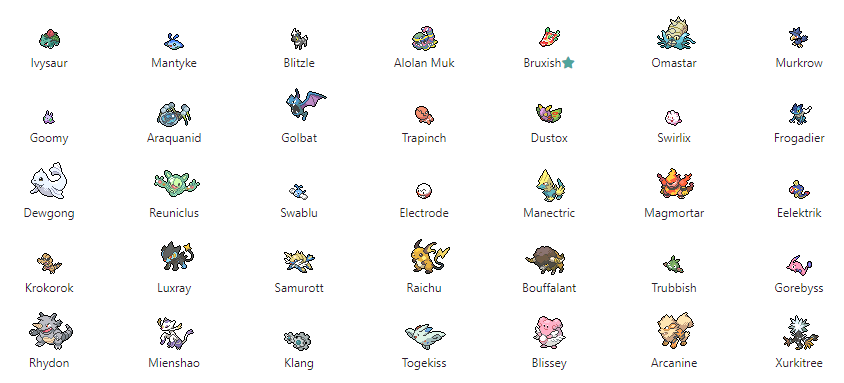 Ivysaur Mantyke Blitzle Alolan Muk Bruxish Omastar Murkrow
Goomy Araquanid Golbat Trapinch Dustox Swirlix Frogadier
Dewgong Reuniclus Swablu Electrode Manectric Magmortar Eelektrik
Krokorok Luxray Samurott Raichu Bouffalant Trubbish Gorebyss
Rhydon Mienshao Klang Togekiss Blissey Arcanine Xurkitree